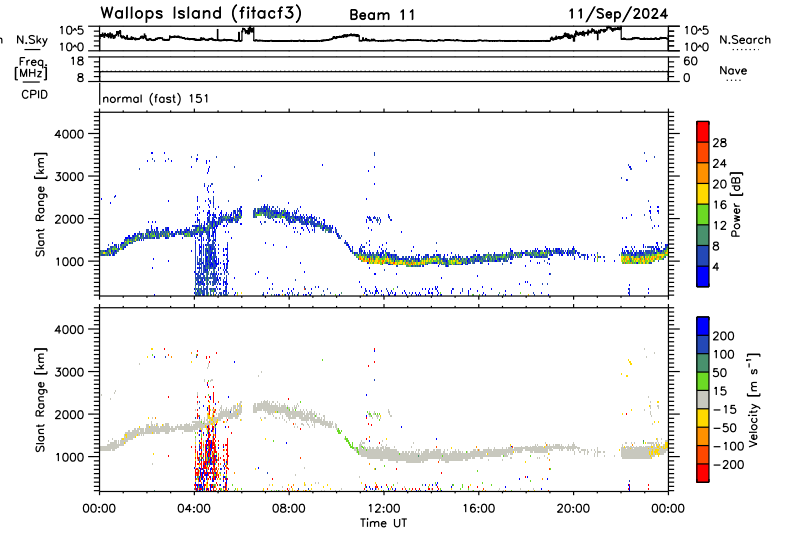 Wallops Island (fitacf3) Beam 11 11/Sep/2024
n N.Sky 10^5 10^0 10^5 10^0 N.Search
Freq. [MHz] 18 8 60 0 Nave
CPID normal (fast) 151
Slant Range [km] 4000 3000 2000 1000
28 24 20 16 12 8 4 Power [dB]
Slant Range [km] 4000 3000 2000 1000
200 100 50 15 -15 -50 -100 -200 Velocity [m s⁻¹]
00:00 04:00 08:00 12:00 16:00 20:00 00:00
Time UT